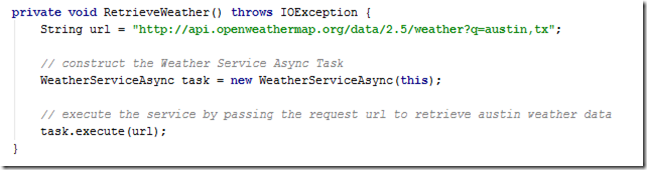 private void RetrieveWeather() throws IOException {
String url = "http://api.openweathermap.org/data/2.5/weather?q=austin,tx";
// construct the Weather Service Async Task
WeatherServiceAsync task = new WeatherServiceAsync(this);
// execute the service by passing the request url to retrieve austin weather data
task.execute(url);
}